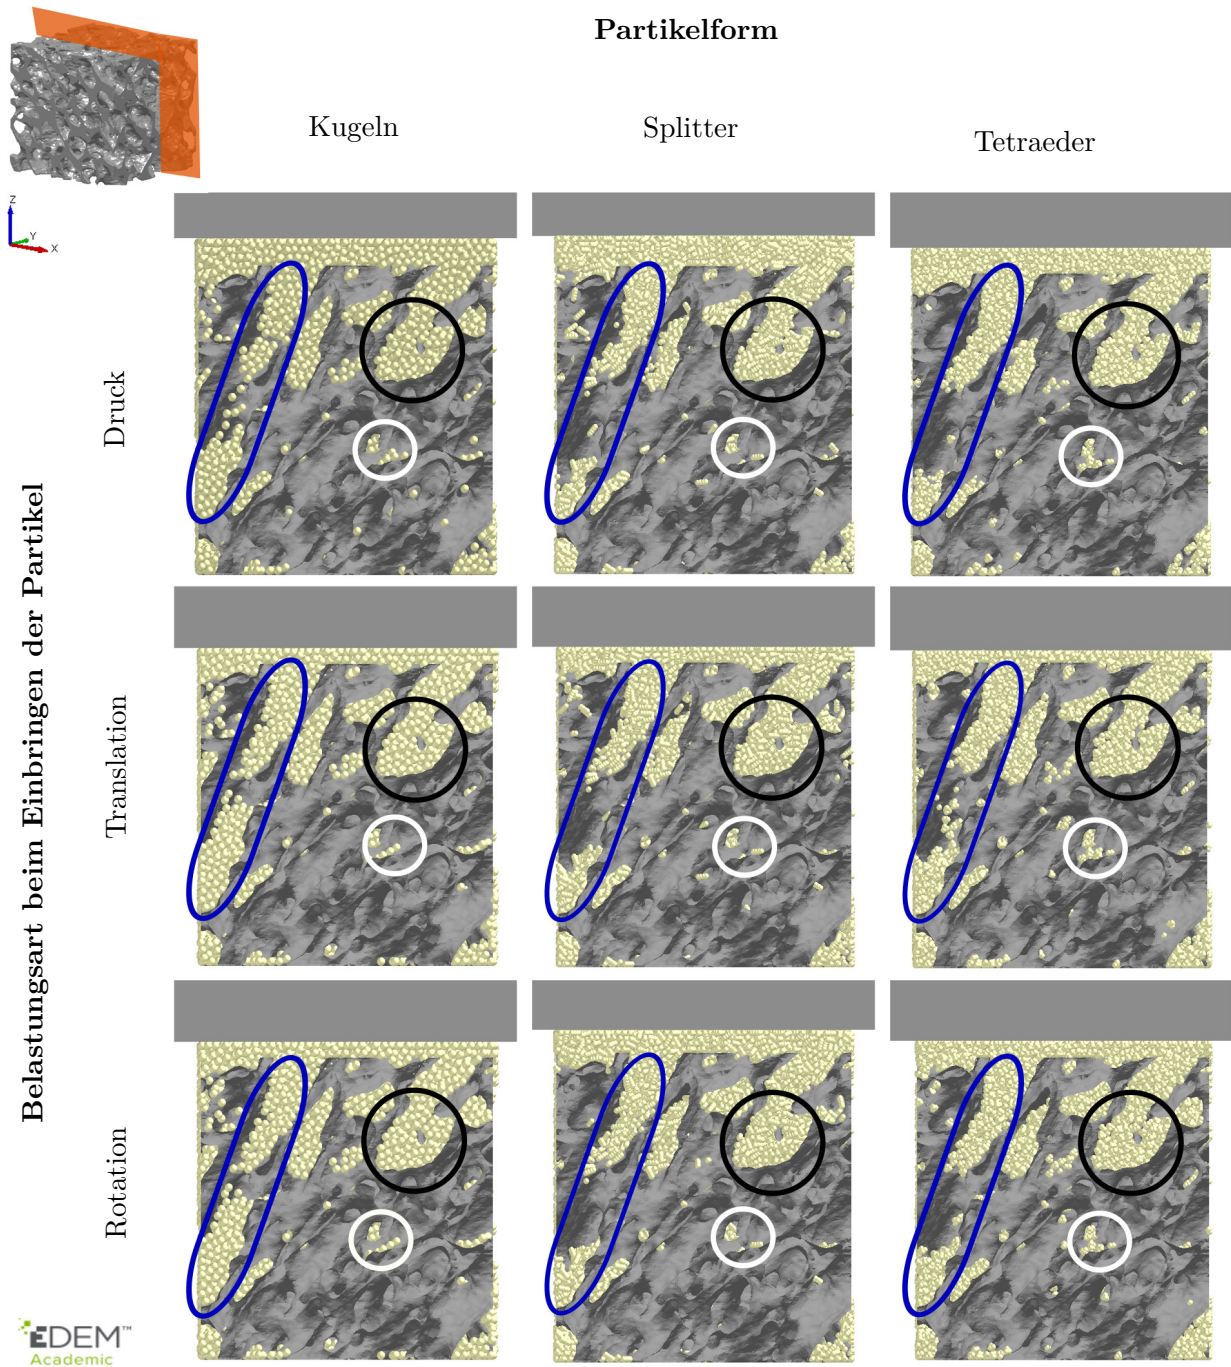 Partikelform
Kugeln
Splitter
Tetraeder
Z
Y
X
Belastungsart beim Einbringen der Partikel
Druck
Translation
Rotation
EDEM™
Academic